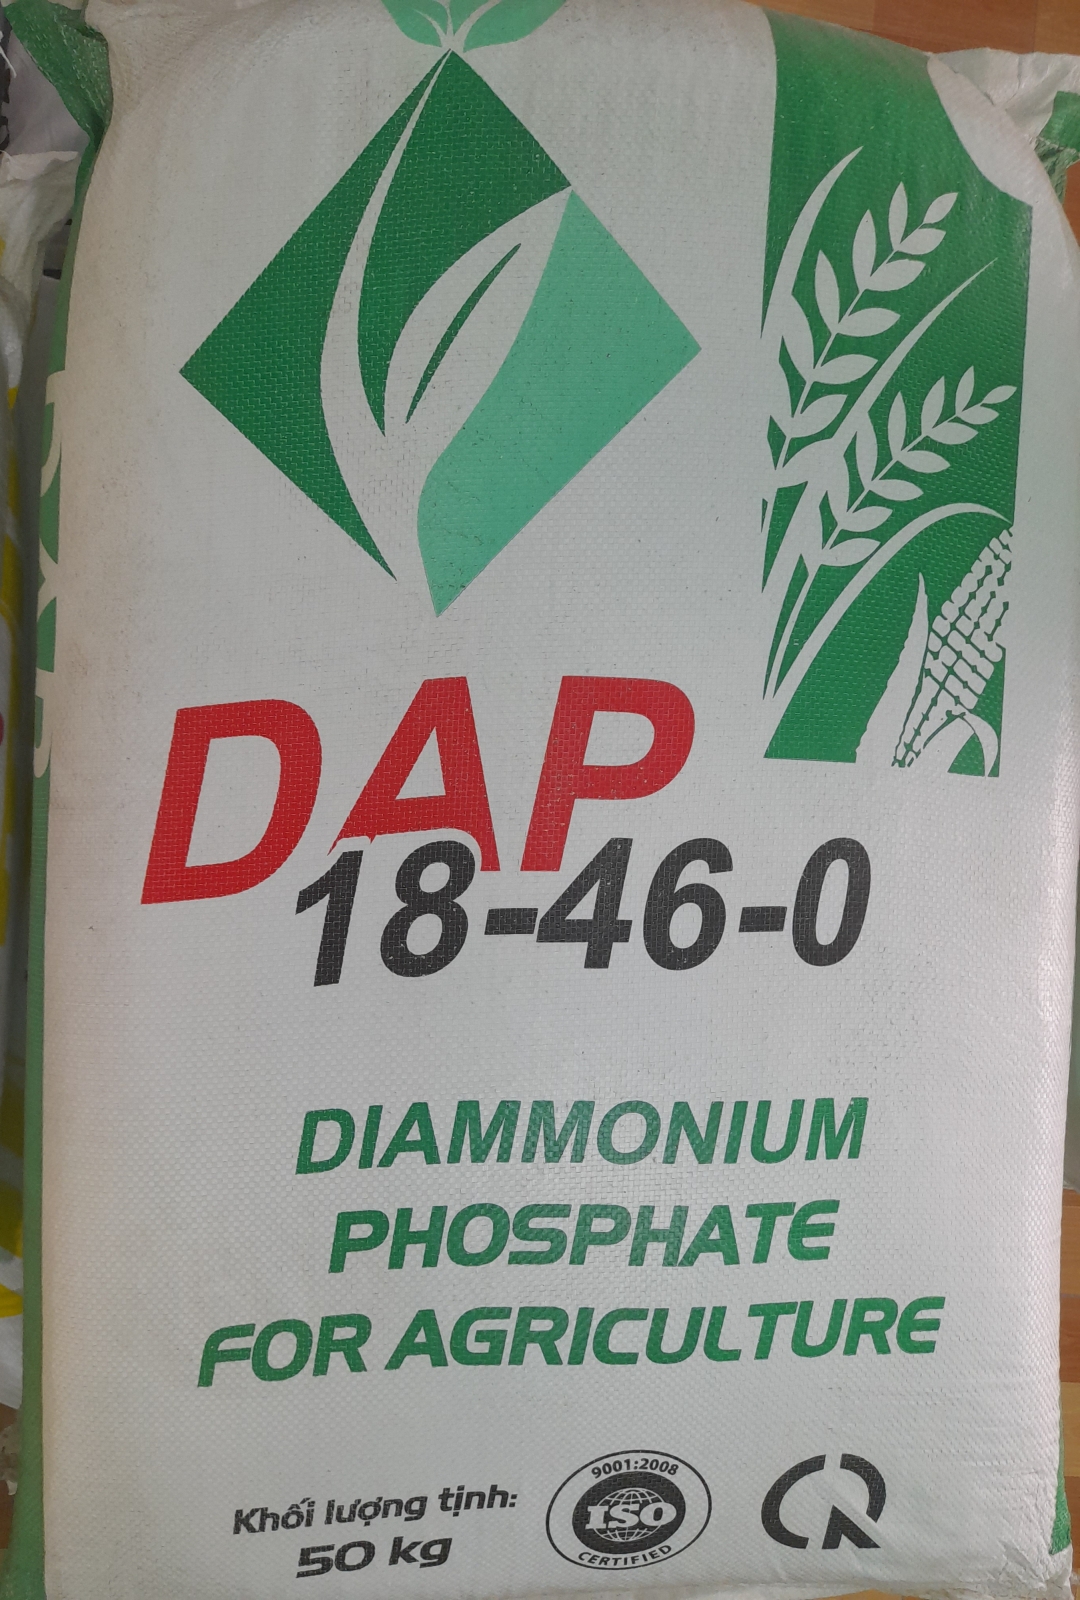 DAP
18-46-0
DIAMMONIUM
PHOSPHATE
FOR AGRICULTURE
Khối lượng tịnh:
50 kg
9001:2008
ISO
CERTIFIED
CR